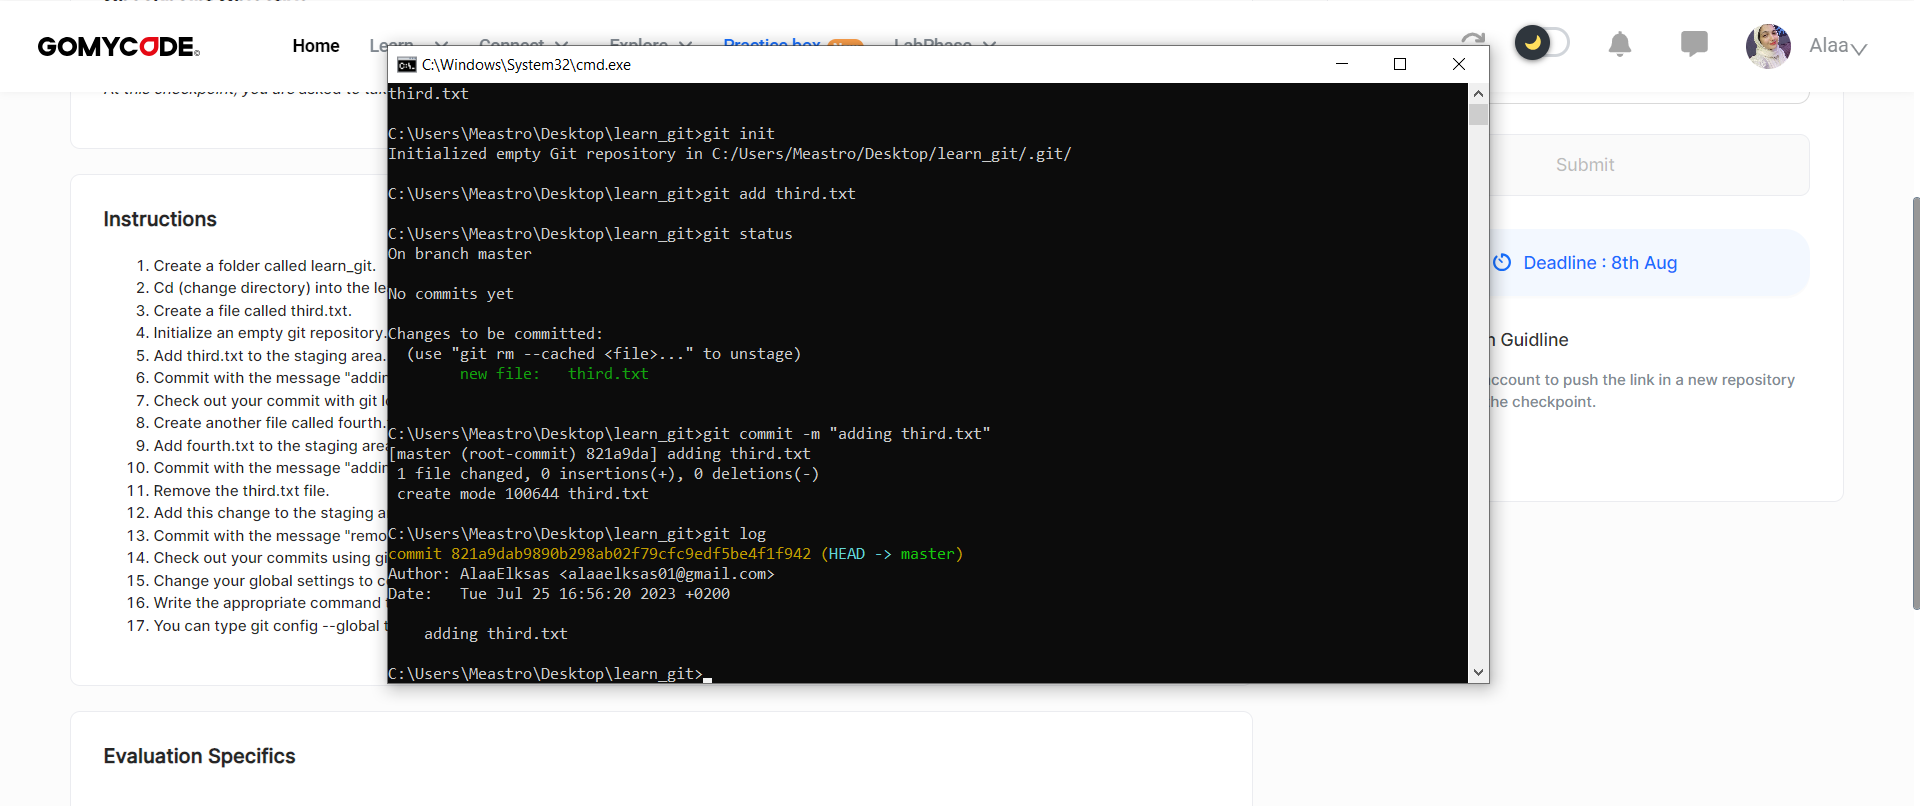 GOMYCODE
Home
Learn
Connect
Explore
Practice box
LabPhase
Alaa
C:\Windows\System32\cmd.exe
third.txt
C:\Users\Meastro\Desktop\learn_git>git init
Initialized empty Git repository in C:/Users/Meastro/Desktop/learn_git/.git/
C:\Users\Meastro\Desktop\learn_git>git add third.txt
C:\Users\Meastro\Desktop\learn_git>git status
On branch master
No commits yet
Changes to be committed:
(use "git rm --cached <file>..." to unstage)
new file:   third.txt
C:\Users\Meastro\Desktop\learn_git>git commit -m "adding third.txt"
[master (root-commit) 821a9da] adding third.txt
1 file changed, 0 insertions(+), 0 deletions(-)
create mode 100644 third.txt
C:\Users\Meastro\Desktop\learn_git>git log
commit 821a9dab9890b298ab02f79cfc9edf5be4f1f942 (HEAD -> master)
Author: AlaaElksas <alaaelksas01@gmail.com>
Date:   Tue Jul 25 16:56:20 2023 +0200
adding third.txt
C:\Users\Meastro\Desktop\learn_git>
At this checkpoint, you are asked to
Instructions
1. Create a folder called learn_git.
2. Cd (change directory) into the
3. Create a file called third.txt.
4. Initialize an empty git repository.
5. Add third.txt to the staging area.
6. Commit with the message "addin
7. Check out your commit with git
8. Create another file called fourth.
9. Add fourth.txt to the staging area
10. Commit with the message "addin
11. Remove the third.txt file.
12. Add this change to the staging a
13. Commit with the message "remo
14. Check out your commits using gi
15. Change your global settings to c
16. Write the appropriate command
17. You can type git config --global t
Evaluation Specifics
Submit
Deadline : 8th Aug
Guidline
account to push the link in a new repository
the checkpoint.